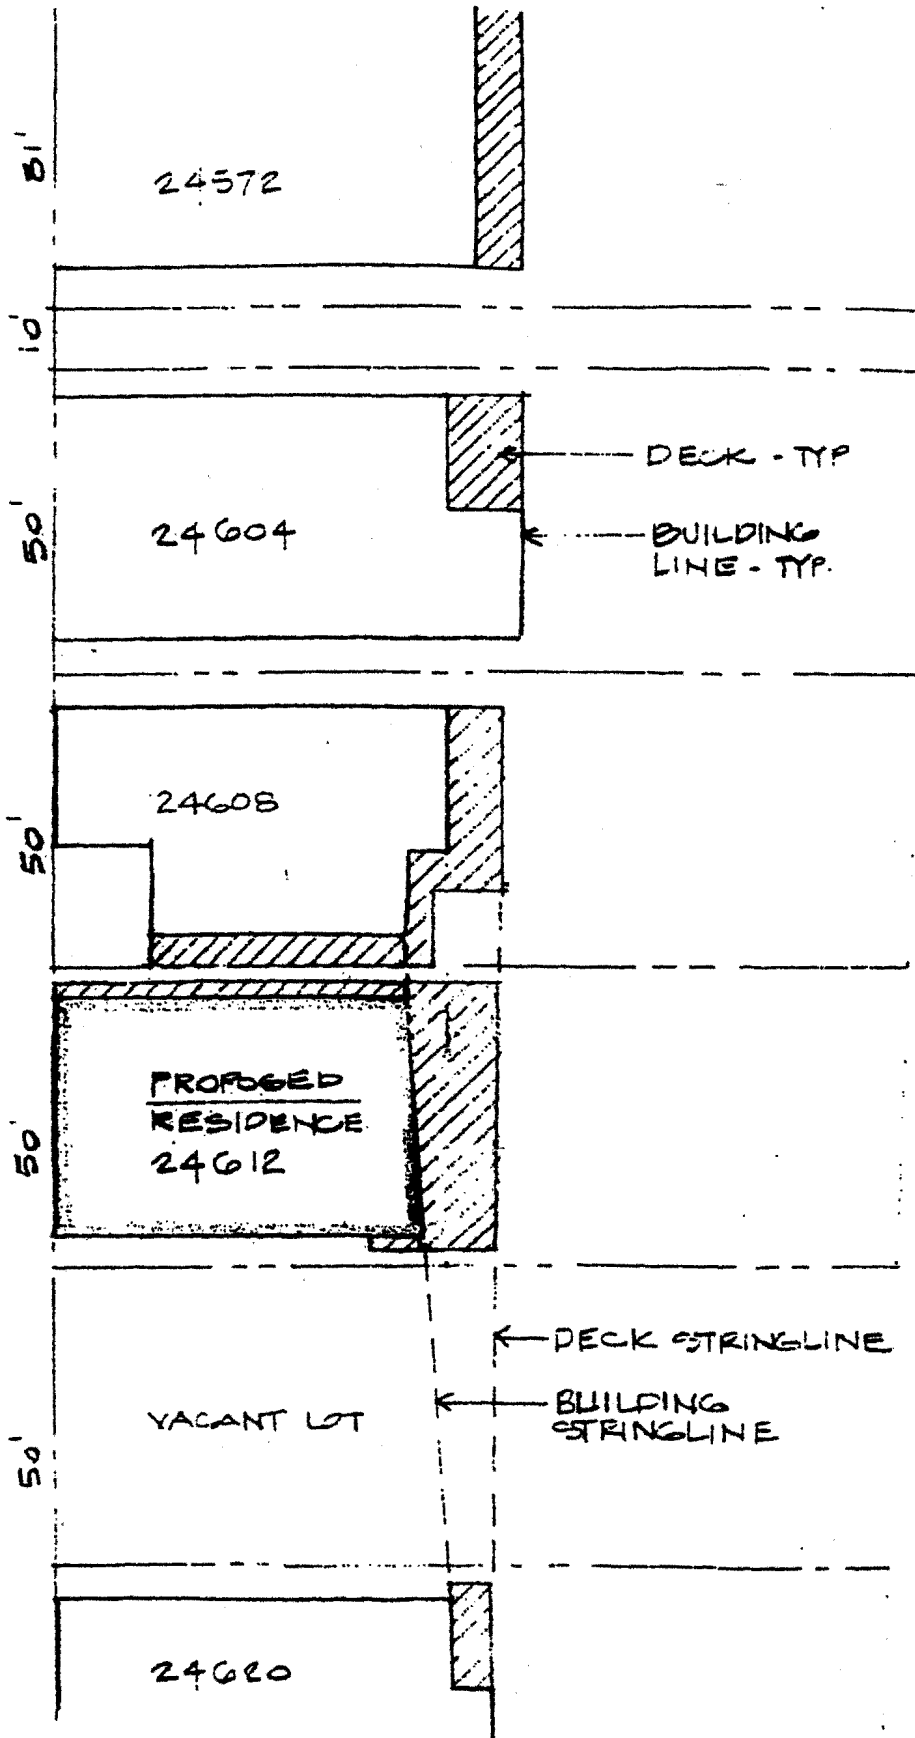 81'
24572
10'
DECK - TYP
50'
24604
BUILDING
LINE - TYP.
24608
50'
PROPOSED
RESIDENCE
24612
50'
DECK STRINGLINE
BUILDING
STRINGLINE
VACANT LOT
50'
24620